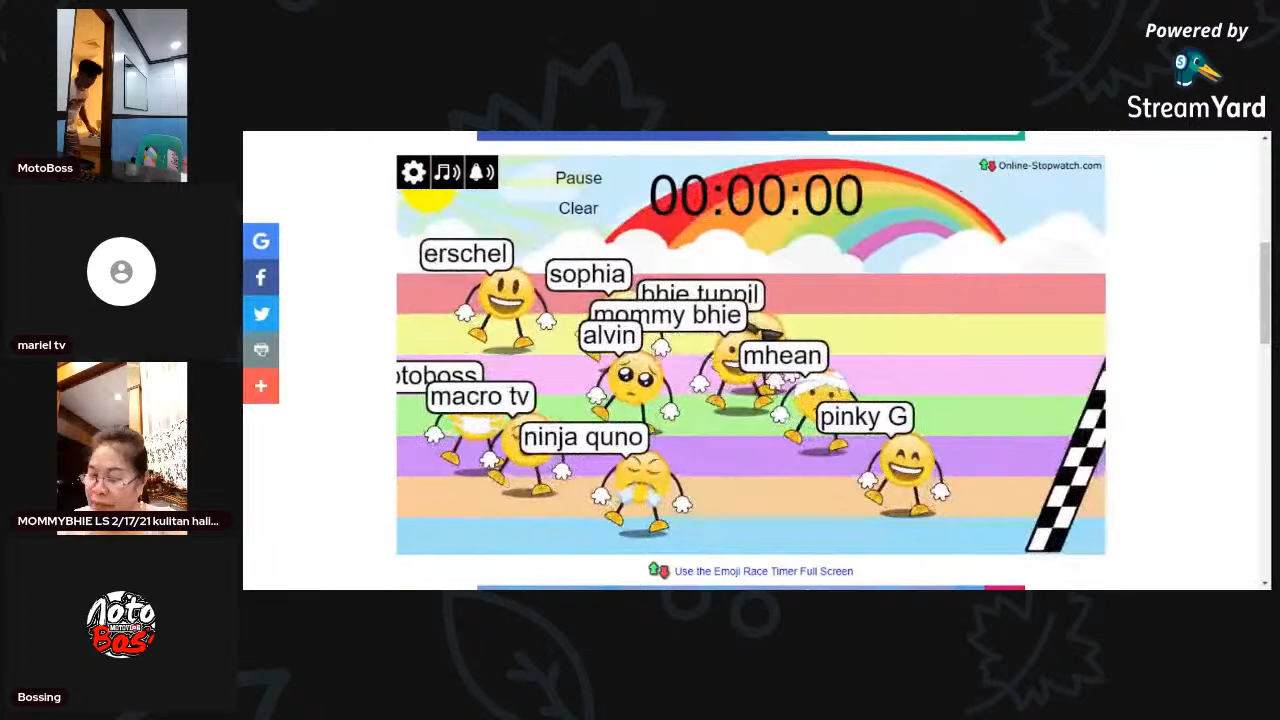 Powered by
StreamYard
MotoBoss
mariel tv
MOMMYBHIE LS 2/17/21 kulitan hali...
Bossing
Moto
Bos
Pause
Clear
00:00:00
Online-Stopwatch.com
erschel
sophia
bhie tuppil
mommy bhie
alvin
mhean
otoboss
macro tv
pinky G
ninja quno
Use the Emoji Race Timer Full Screen